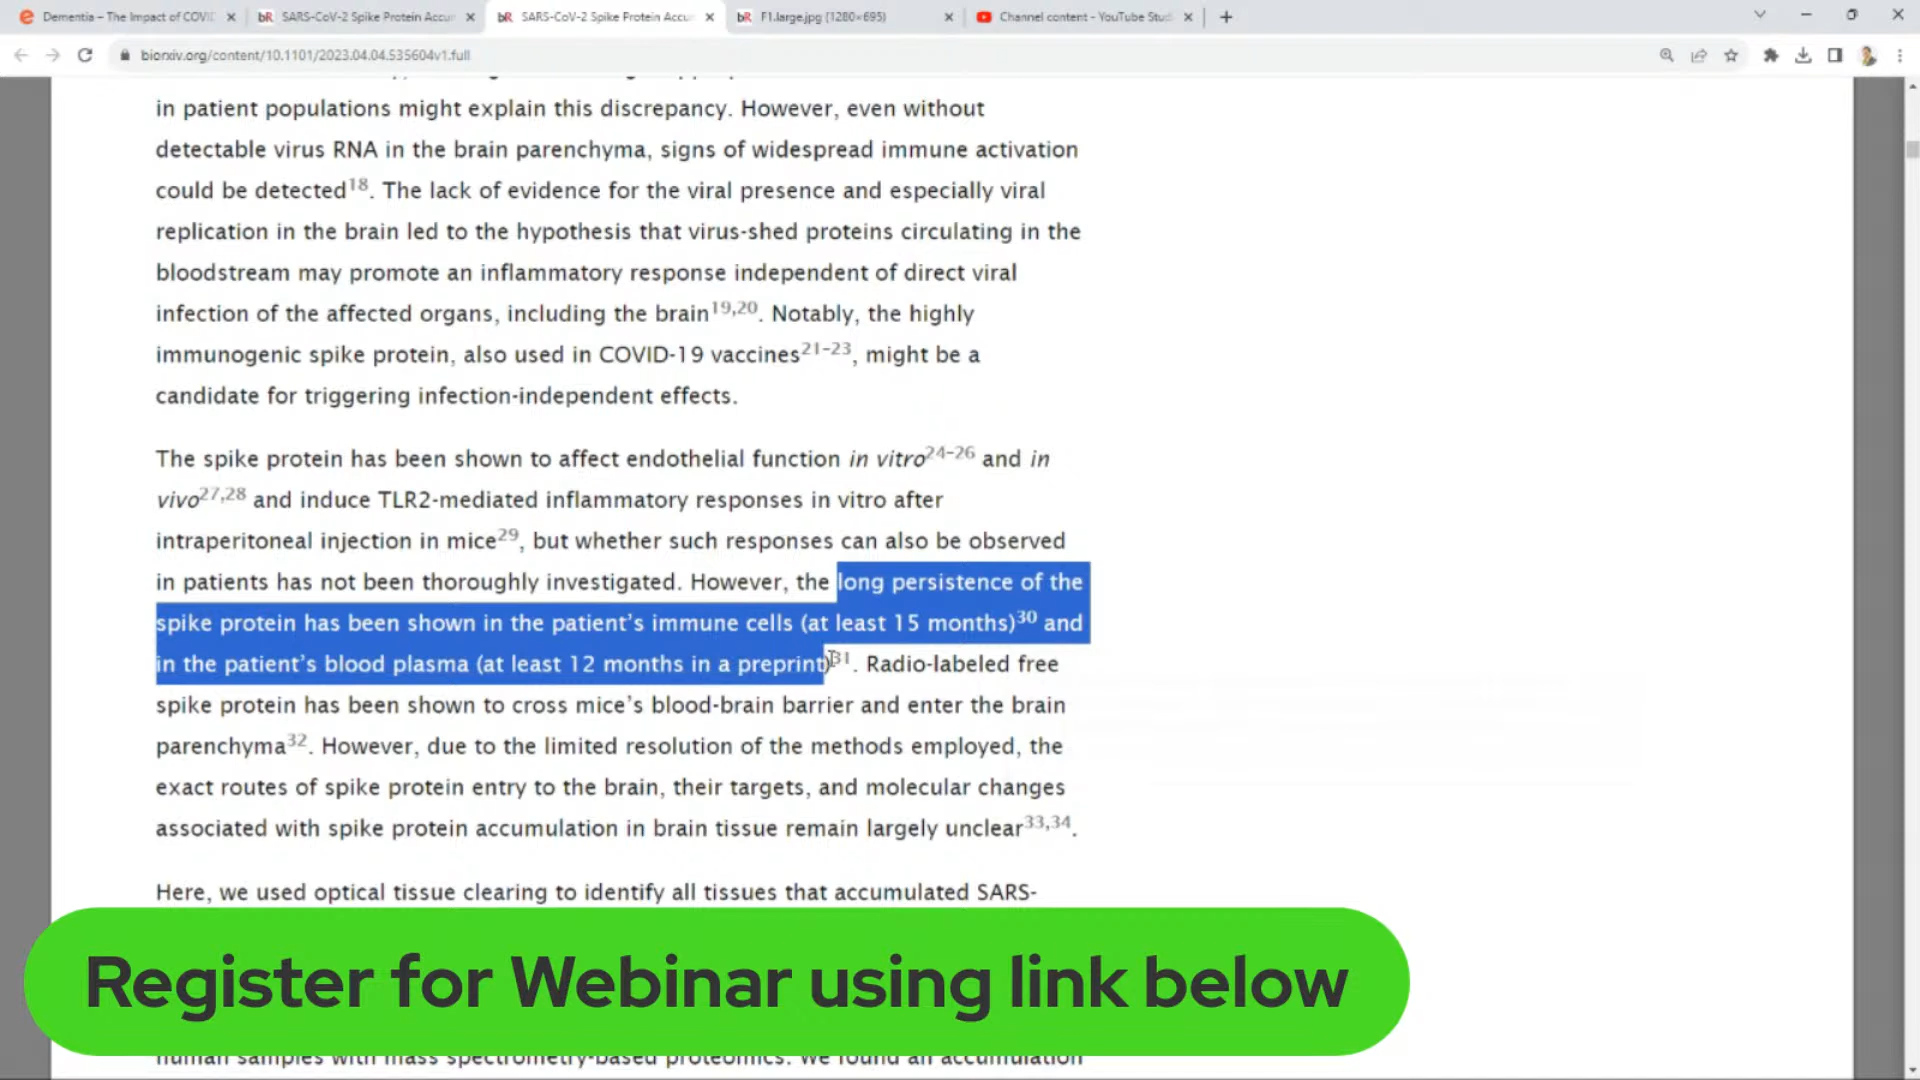 Dementia – The Impact of COVI
SARS-CoV-2 Spike Protein Accu
SARS-CoV-2 Spike Protein Accu
F1.large.jpg (1280×695)
Channel content - YouTube Stud
biorxiv.org/content/10.1101/2023.04.04.535604v1.full
in patient populations might explain this discrepancy. However, even without
detectable virus RNA in the brain parenchyma, signs of widespread immune activation
could be detected18. The lack of evidence for the viral presence and especially viral
replication in the brain led to the hypothesis that virus-shed proteins circulating in the
bloodstream may promote an inflammatory response independent of direct viral
infection of the affected organs, including the brain19,20. Notably, the highly
immunogenic spike protein, also used in COVID-19 vaccines21–23, might be a
candidate for triggering infection-independent effects.
The spike protein has been shown to affect endothelial function in vitro24–26 and in
vivo27,28 and induce TLR2-mediated inflammatory responses in vitro after
intraperitoneal injection in mice29, but whether such responses can also be observed
in patients has not been thoroughly investigated. However, the long persistence of the
spike protein has been shown in the patient's immune cells (at least 15 months)30 and
in the patient's blood plasma (at least 12 months in a preprint)31. Radio-labeled free
spike protein has been shown to cross mice's blood-brain barrier and enter the brain
parenchyma32. However, due to the limited resolution of the methods employed, the
exact routes of spike protein entry to the brain, their targets, and molecular changes
associated with spike protein accumulation in brain tissue remain largely unclear33,34.
Here, we used optical tissue clearing to identify all tissues that accumulated SARS-
Register for Webinar using link below
human samples with mass spectrometry-based proteomics. We found an accumulation